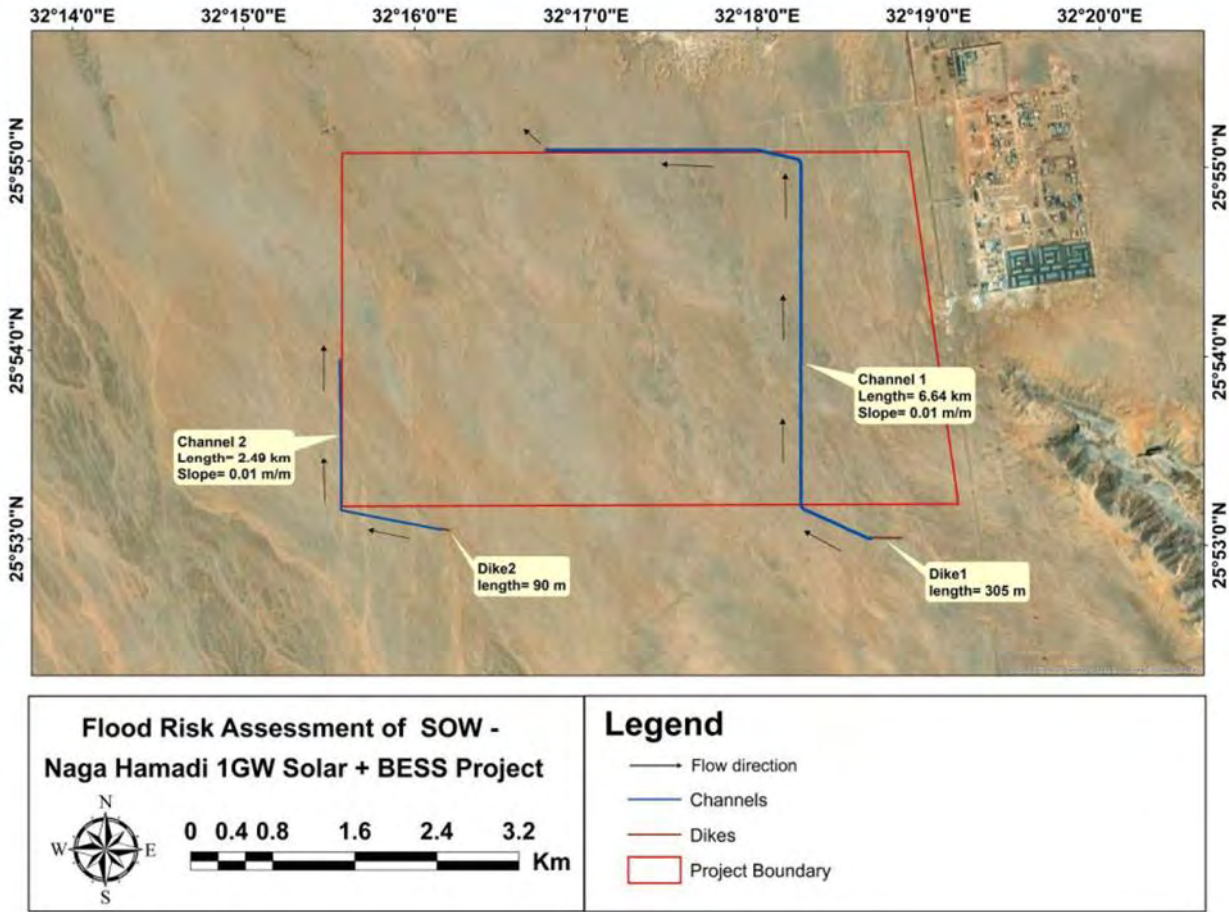 32°14'0"E 32°15'0"E 32°16'0"E 32°17'0"E 32°18'0"E 32°19'0"E 32°20'0"E
25°55'0"N
25°55'0"N
25°54'0"N
25°54'0"N
25°53'0"N
25°53'0"N
Channel 1
Length= 6.64 km
Slope= 0.01 m/m
Channel 2
Length= 2.49 km
Slope= 0.01 m/m
Dike2
length= 90 m
Dike1
length= 305 m
Flood Risk Assessment of SOW -
Naga Hamadi 1GW Solar + BESS Project
N
W E
S
0 0.4 0.8 1.6 2.4 3.2
Km
Legend
Flow direction
Channels
Dikes
Project Boundary